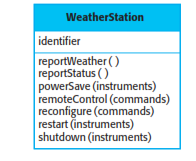 WeatherStation
identifier
reportWeather ( )
reportStatus ( )
powerSave (instruments)
remoteControl (commands)
reconfigure (commands)
restart (instruments)
shutdown (instruments)